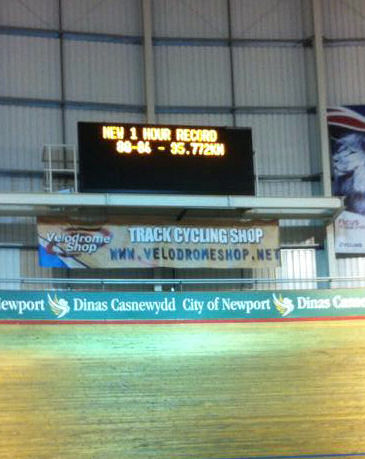 NEW 1 HOUR RECORD
80-84 - 35.772KM
Velodrome Shop
TRACK CYCLING SHOP
WWW.VELODROMESHOP.NET
Newport Dinas Casnewydd City of Newport Dinas Casne